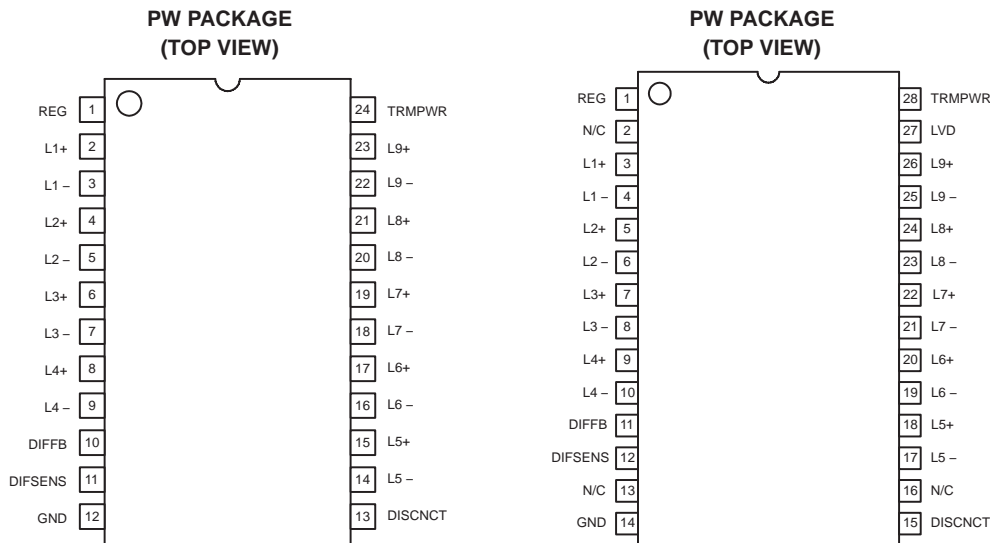 PW PACKAGE
(TOP VIEW)
REG 1 24 TRMPWR
L1+ 2 23 L9+
L1 – 3 22 L9 –
L2+ 4 21 L8+
L2 – 5 20 L8 –
L3+ 6 19 L7+
L3 – 7 18 L7 –
L4+ 8 17 L6+
L4 – 9 16 L6 –
DIFFB 10 15 L5+
DIFSENS 11 14 L5 –
GND 12 13 DISCNCT
PW PACKAGE
(TOP VIEW)
REG 1 28 TRMPWR
N/C 2 27 LVD
L1+ 3 26 L9+
L1 – 4 25 L9 –
L2+ 5 24 L8+
L2 – 6 23 L8 –
L3+ 7 22 L7+
L3 – 8 21 L7 –
L4+ 9 20 L6+
L4 – 10 19 L6 –
DIFFB 11 18 L5+
DIFSENS 12 17 L5 –
N/C 13 16 N/C
GND 14 15 DISCNCT